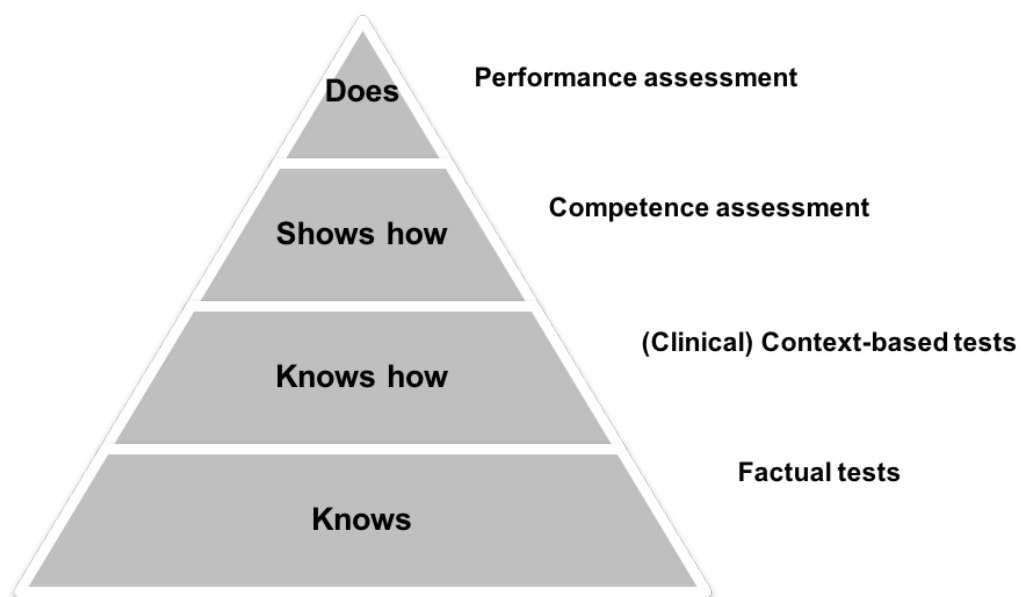 Does
Performance assessment
Shows how
Competence assessment
Knows how
(Clinical) Context-based tests
Knows
Factual tests